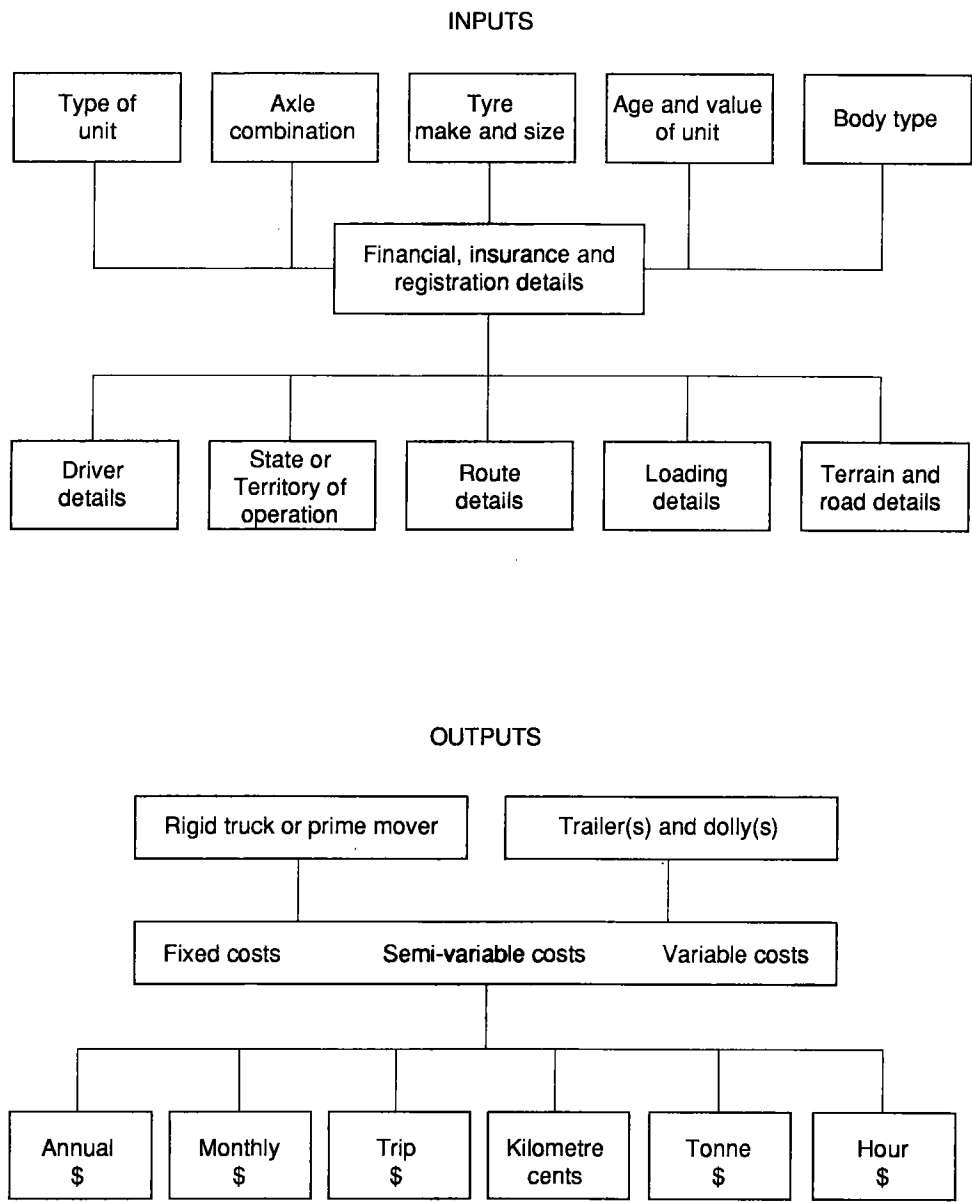 INPUTS
Type of
unit
Axle
combination
Tyre
make and size
Age and value
of unit
Body type
Financial, insurance and
registration details
Driver
details
State or
Territory of
operation
Route
details
Loading
details
Terrain and
road details
OUTPUTS
Rigid truck or prime mover
Trailer(s) and dolly(s)
Fixed costs
Semi-variable costs
Variable costs
Annual
$
Monthly
$
Trip
$
Kilometre
cents
Tonne
$
Hour
$